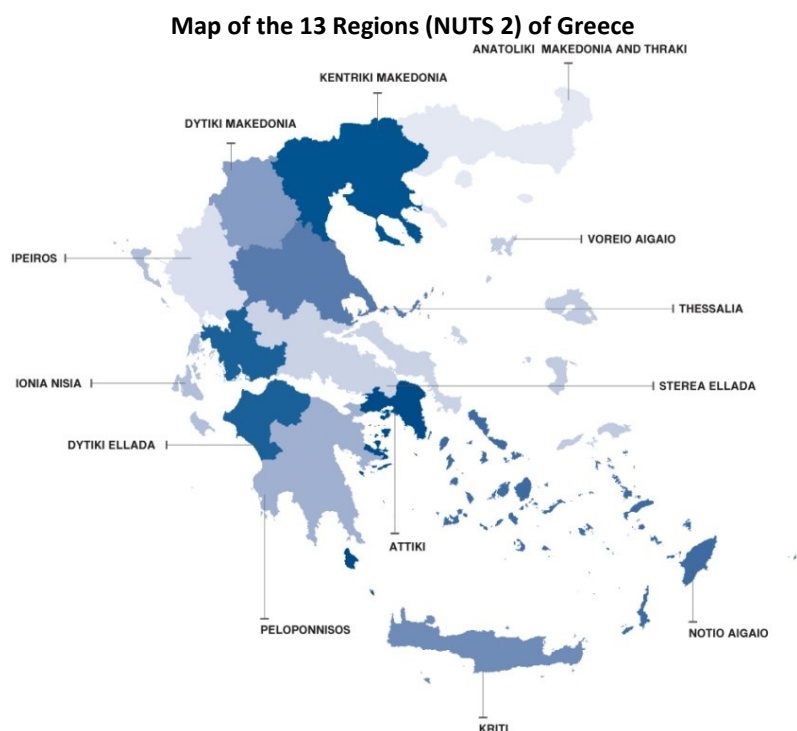 Map of the 13 Regions (NUTS 2) of Greece
ANATOLIKI MAKEDONIA AND THRAKI
KENTRIKI MAKEDONIA
DYTIKI MAKEDONIA
VOREIO AIGAIO
IPEIROS
THESSALIA
IONIA NISIA
STEREA ELLADA
DYTIKI ELLADA
ATTIKI
PELOPONNISOS
NOTIO AIGAIO
KRITI